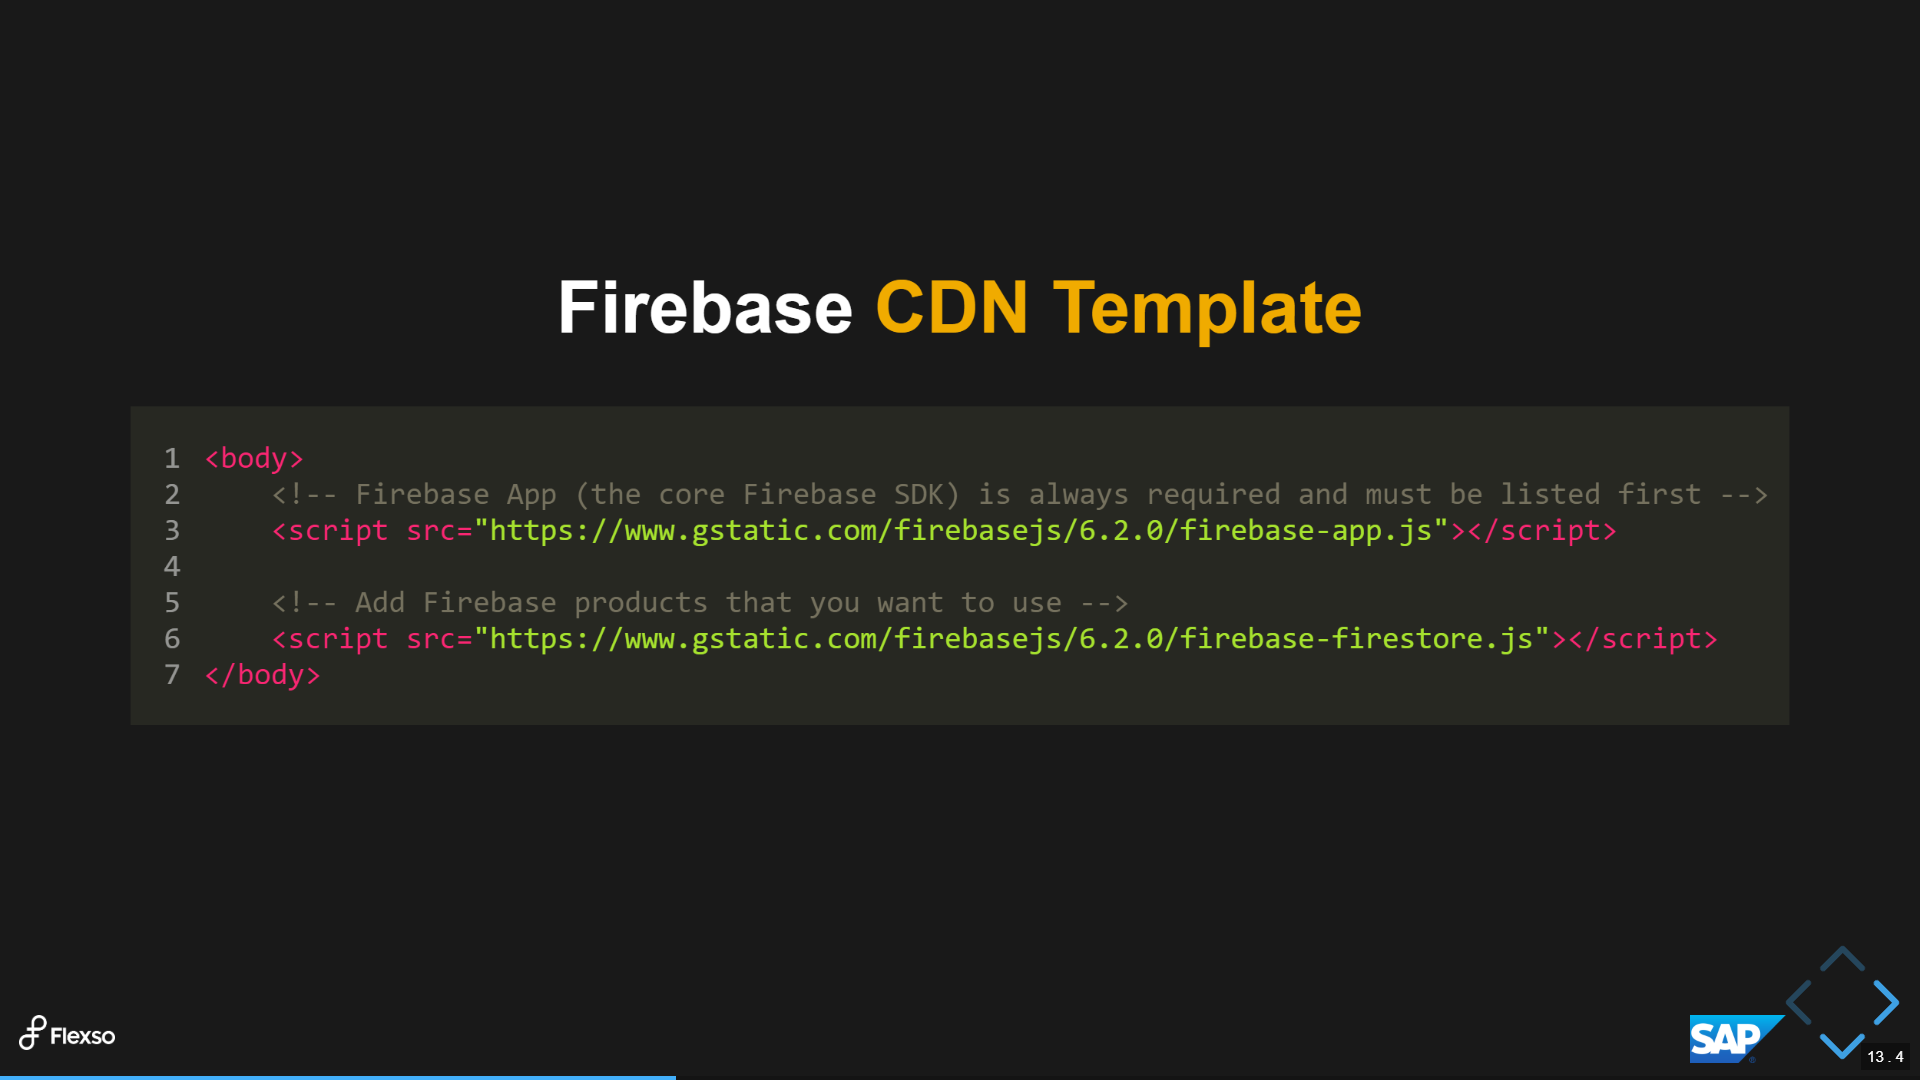 Firebase CDN Template
1 <body>
2     <!-- Firebase App (the core Firebase SDK) is always required and must be listed first -->
3     <script src="https://www.gstatic.com/firebasejs/6.2.0/firebase-app.js"></script>
4
5     <!-- Add Firebase products that you want to use -->
6     <script src="https://www.gstatic.com/firebasejs/6.2.0/firebase-firestore.js"></script>
7 </body>
Flexso
SAP
13.4